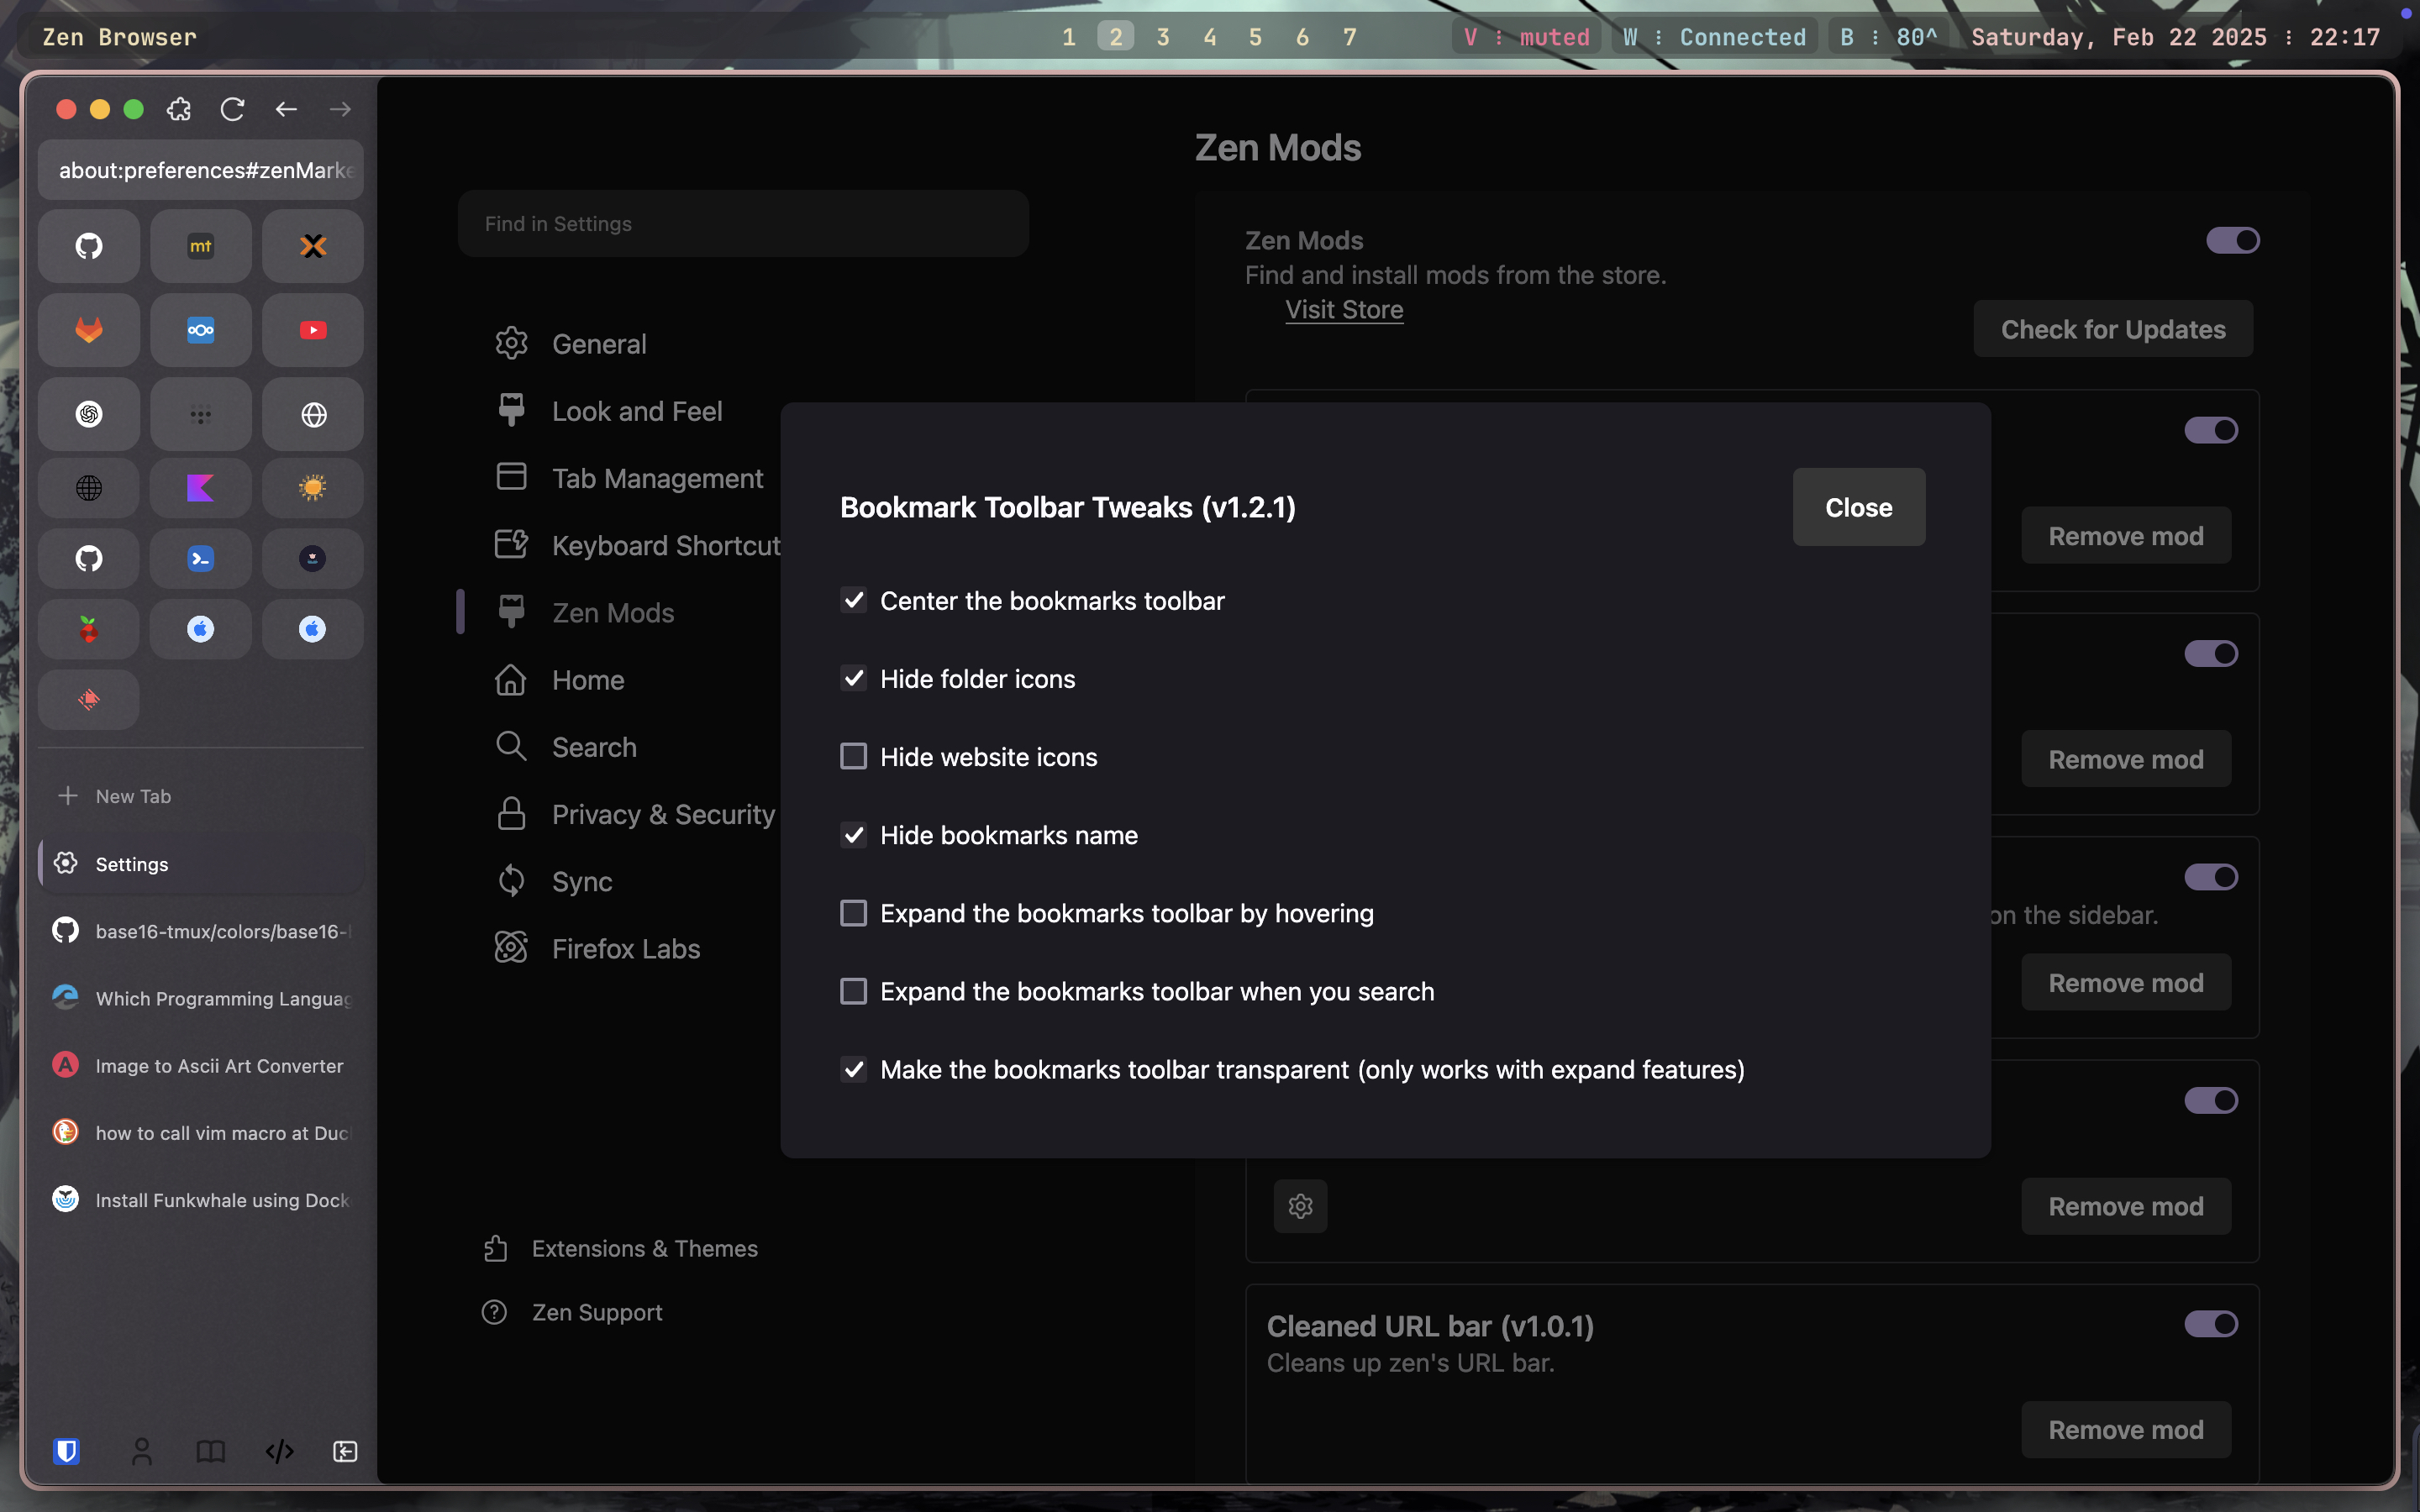 Zen Browser
1 2 3 4 5 6 7
V : muted
W : Connected
B : 80^
Saturday, Feb 22 2025 : 22:17
about:preferences#zenMarke
mt
New Tab
Settings
base16-tmux/colors/base16-
Which Programming Languag
Image to Ascii Art Converter
how to call vim macro at Duc
Install Funkwhale using Dock
Find in Settings
General
Look and Feel
Tab Management
Keyboard Shortcut
Zen Mods
Home
Search
Privacy & Security
Sync
Firefox Labs
Extensions & Themes
Zen Support
Zen Mods
Zen Mods
Find and install mods from the store.
Visit Store
Check for Updates
Remove mod
Remove mod
on the sidebar.
Remove mod
Remove mod
Cleaned URL bar (v1.0.1)
Cleans up zen's URL bar.
Remove mod
Bookmark Toolbar Tweaks (v1.2.1)
Close
Center the bookmarks toolbar
Hide folder icons
Hide website icons
Hide bookmarks name
Expand the bookmarks toolbar by hovering
Expand the bookmarks toolbar when you search
Make the bookmarks toolbar transparent (only works with expand features)